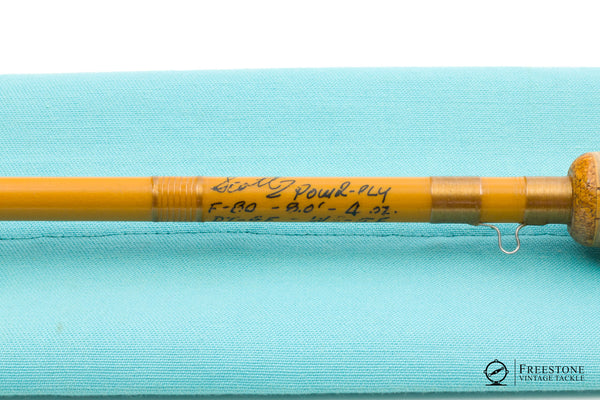 Scott POWR-PLY
F-80 - 8.0' - 4 oz.
FREESTONE
VINTAGE TACKLE